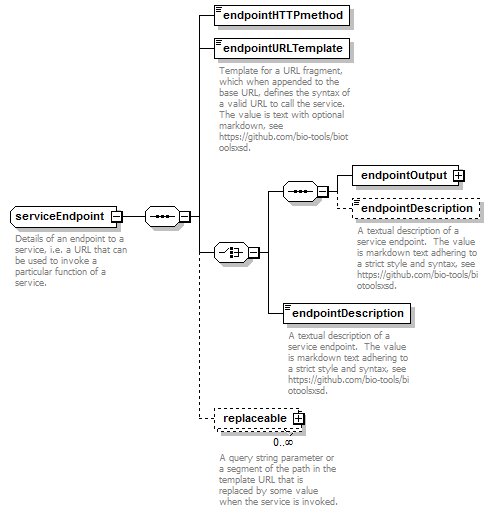 endpointHTTPmethod
endpointURLTemplate
Template for a URL fragment,
which when appended to the
base URL, defines the syntax of
a valid URL to call the service.
The value is text with optional
markdown, see
https://github.com/bio-tools/biot
oolsxsd.
endpointOutput
endpointDescription
A textual description of a
service endpoint.  The value
is markdown text adhering to
a strict style and syntax, see
https://github.com/bio-tools/bi
otoolsxsd.
serviceEndpoint
Details of an endpoint to a
service, i.e. a URL that can
be used to invoke a
particular function of a
service.
endpointDescription
A textual description of a
service endpoint.  The value
is markdown text adhering to
a strict style and syntax, see
https://github.com/bio-tools/bi
otoolsxsd.
replaceable
0..∞
A query string parameter or
a segment of the path in the
template URL that is
replaced by some value
when the service is invoked.